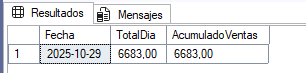 Resultados Mensajes
Fecha TotalDia AcumuladoVentas
1 2025-10-29 6683,00 6683,00